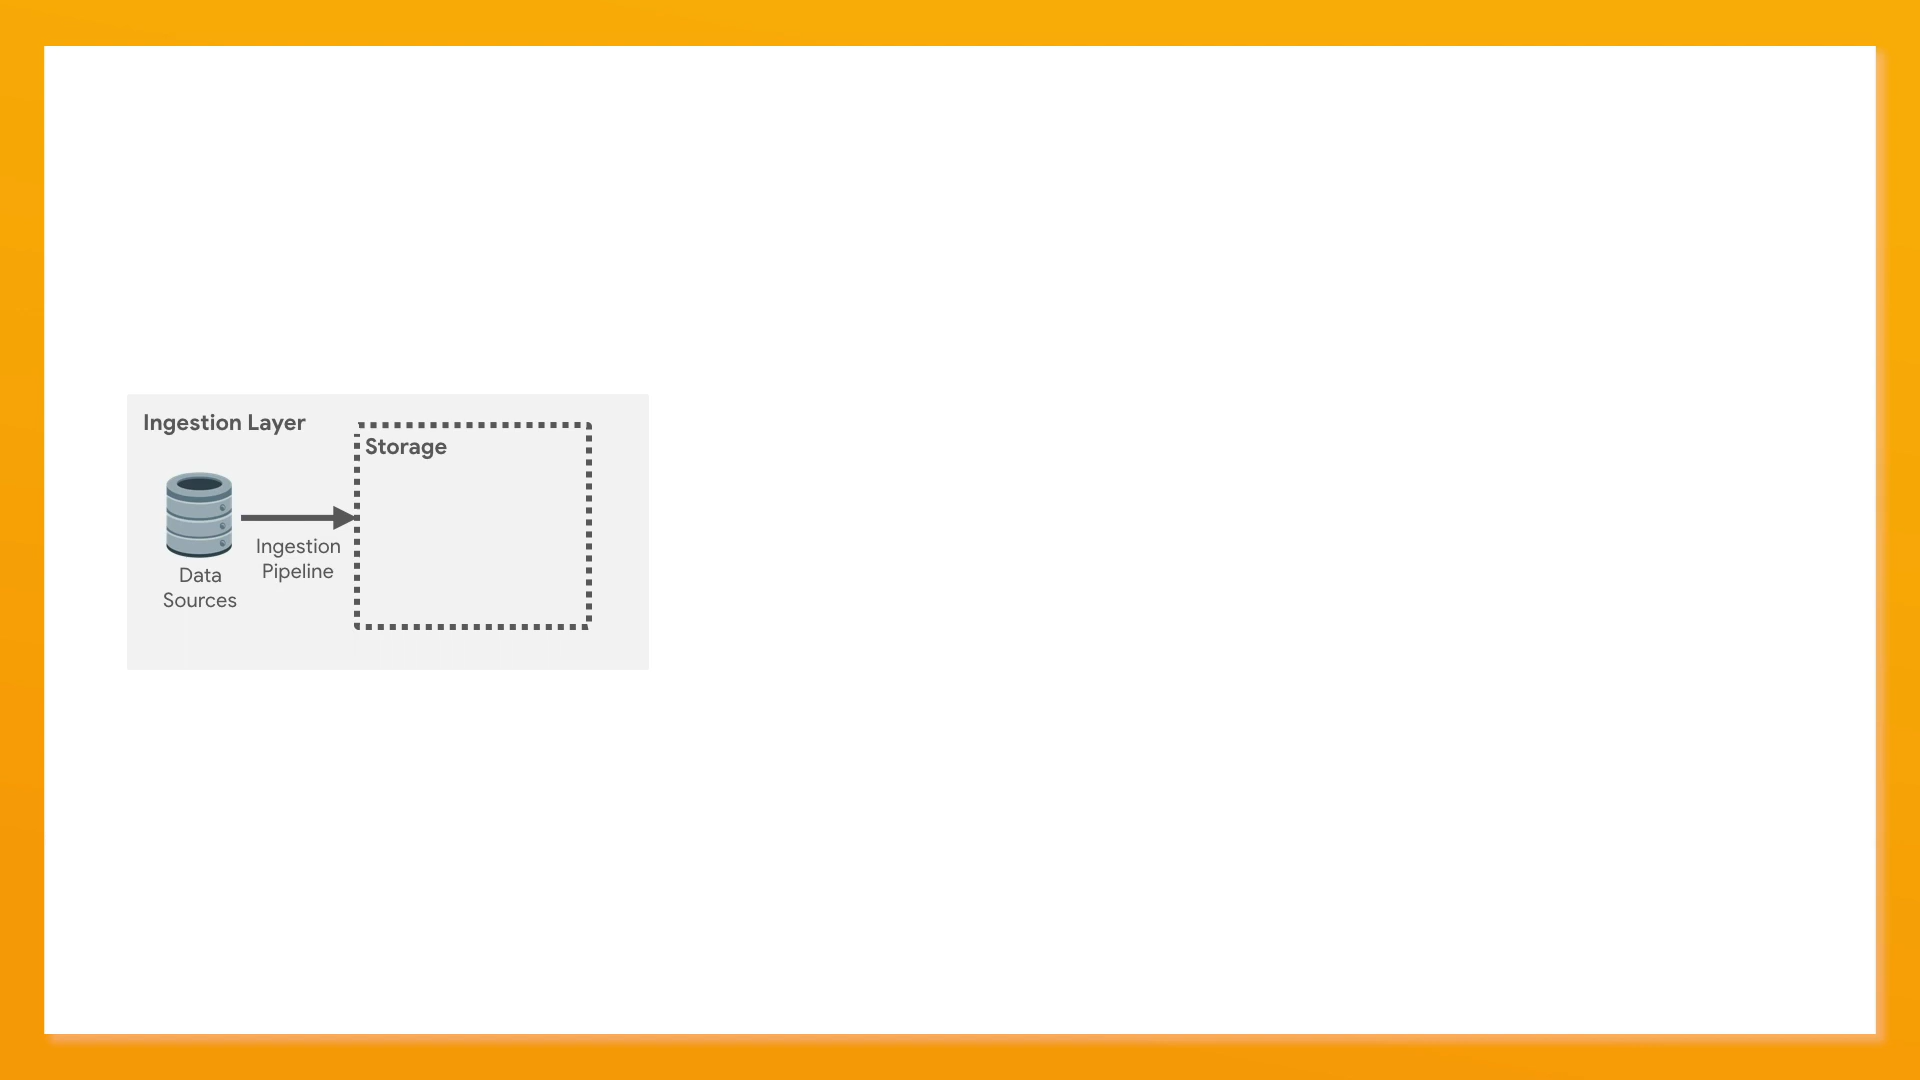 Ingestion Layer
Storage
Ingestion
Pipeline
Data
Sources